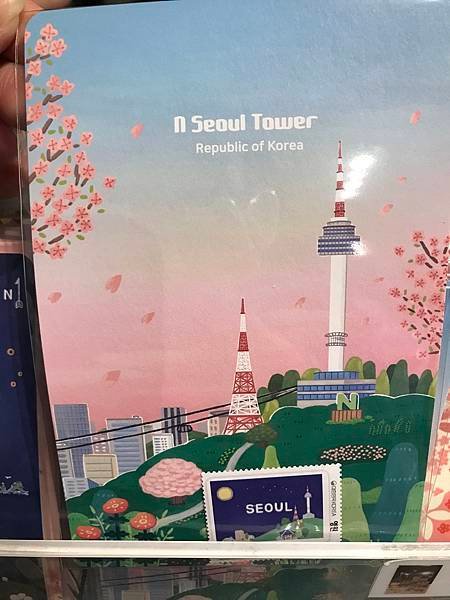 N Seoul Tower
Republic of Korea
N
N
SEOUL